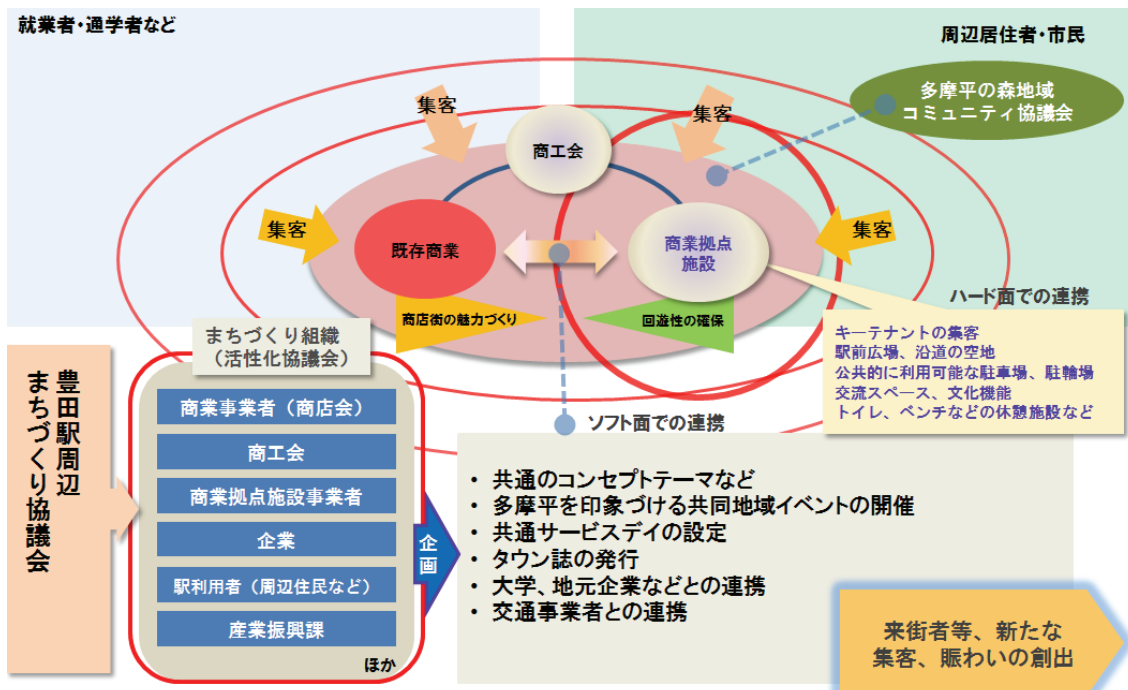 就業者・通学者など
周辺居住者・市民
多摩平の森地域
コミュニティ協議会
集客
集客
商工会
集客
集客
既存商業
商業拠点
施設
商店街の魅力づくり
回遊性の確保
ハード面での連携
キーテナントの集客
駅前広場、沿道の空地
公共的に利用可能な駐車場、駐輪場
交流スペース、文化機能
トイレ、ベンチなどの休憩施設など
豊田駅周辺
まちづくり協議会
まちづくり組織
（活性化協議会）
商業事業者（商店会）
商工会
商業拠点施設事業者
企業
駅利用者（周辺住民など）
産業振興課
ほか
企画
ソフト面での連携
・ 共通のコンセプトテーマなど
・ 多摩平を印象づける共同地域イベントの開催
・ 共通サービスデイの設定
・ タウン誌の発行
・ 大学、地元企業などとの連携
・ 交通事業者との連携
来街者等、新たな
集客、賑わいの創出